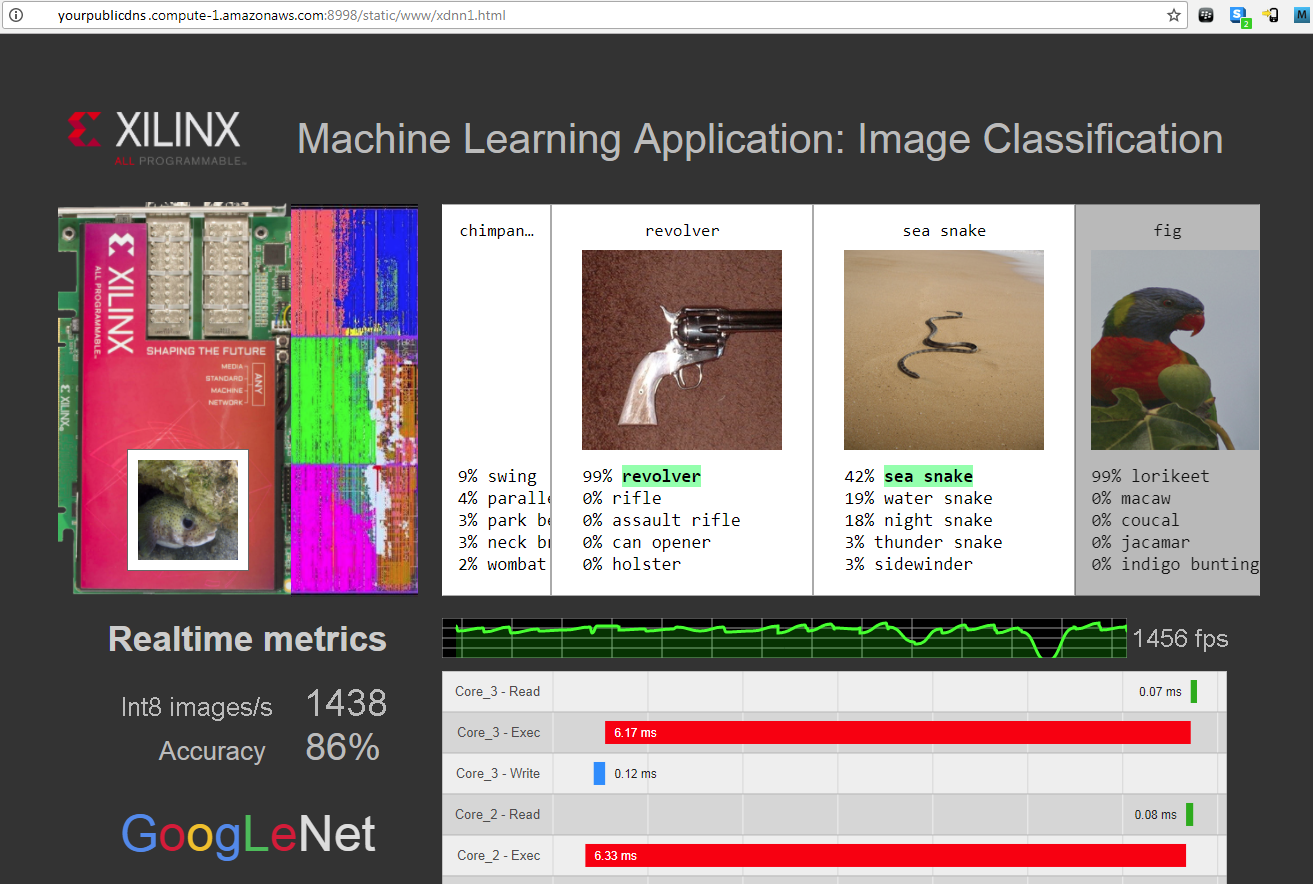 yourpublicdns.compute-1.amazonaws.com:8998/static/www/xdnn1.html
S
2
M
XILINX
ALL PROGRAMMABLE™
Machine Learning Application: Image Classification
XILINX
ALL PROGRAMMABLE™
XILINX
SHAPING THE FUTURE
MEDIA
STANDARD
MACHINE
NETWORK
ANY
chimpan…
9% swing
4% paralle
3% park be
3% neck br
2% wombat
revolver
99% revolver
0% rifle
0% assault rifle
0% can opener
0% holster
sea snake
42% sea snake
19% water snake
18% night snake
3% thunder snake
3% sidewinder
fig
99% lorikeet
0% macaw
0% coucal
0% jacamar
0% indigo bunting
Realtime metrics
Int8 images/s 1438
Accuracy 86%
GoogLeNet
1456 fps
Core_3 - Read 0.07 ms
Core_3 - Exec 6.17 ms
Core_3 - Write 0.12 ms
Core_2 - Read 0.08 ms
Core_2 - Exec 6.33 ms